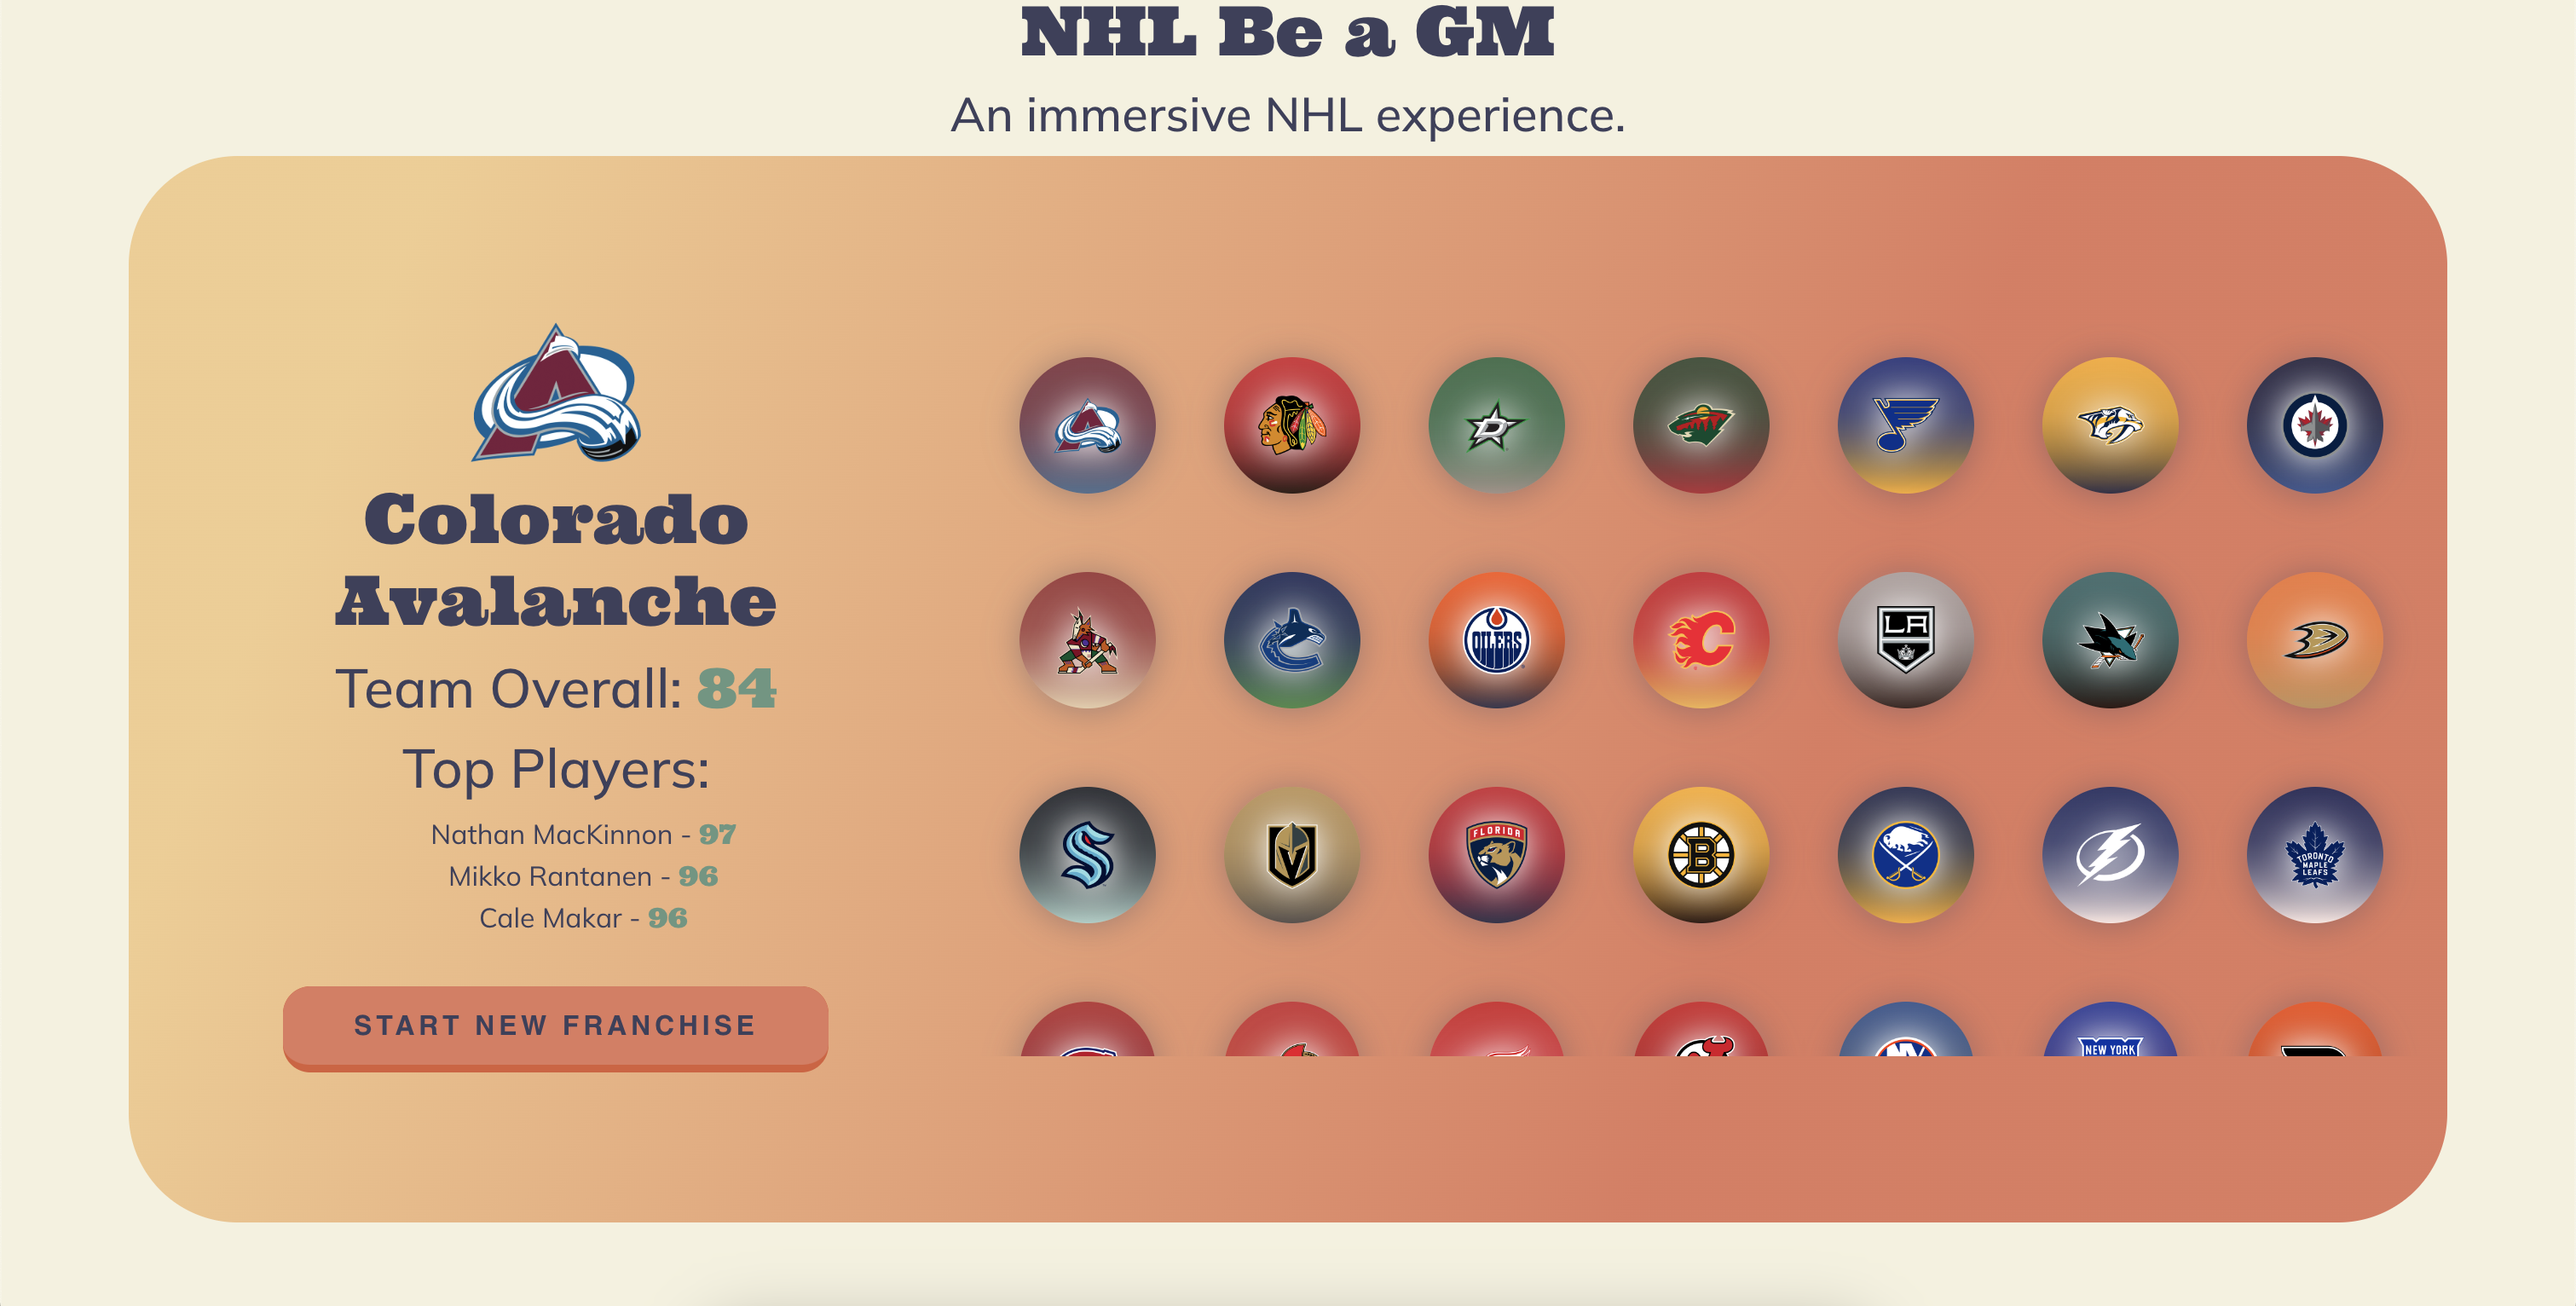 NHL Be a GM
An immersive NHL experience.
Colorado
Avalanche
Team Overall: 84
Top Players:
Nathan MacKinnon - 97
Mikko Rantanen - 96
Cale Makar - 96
START NEW FRANCHISE
OILERS
LA
FLORIDA
B
TORONTO
MAPLE
LEAFS
NY
NEW YORK